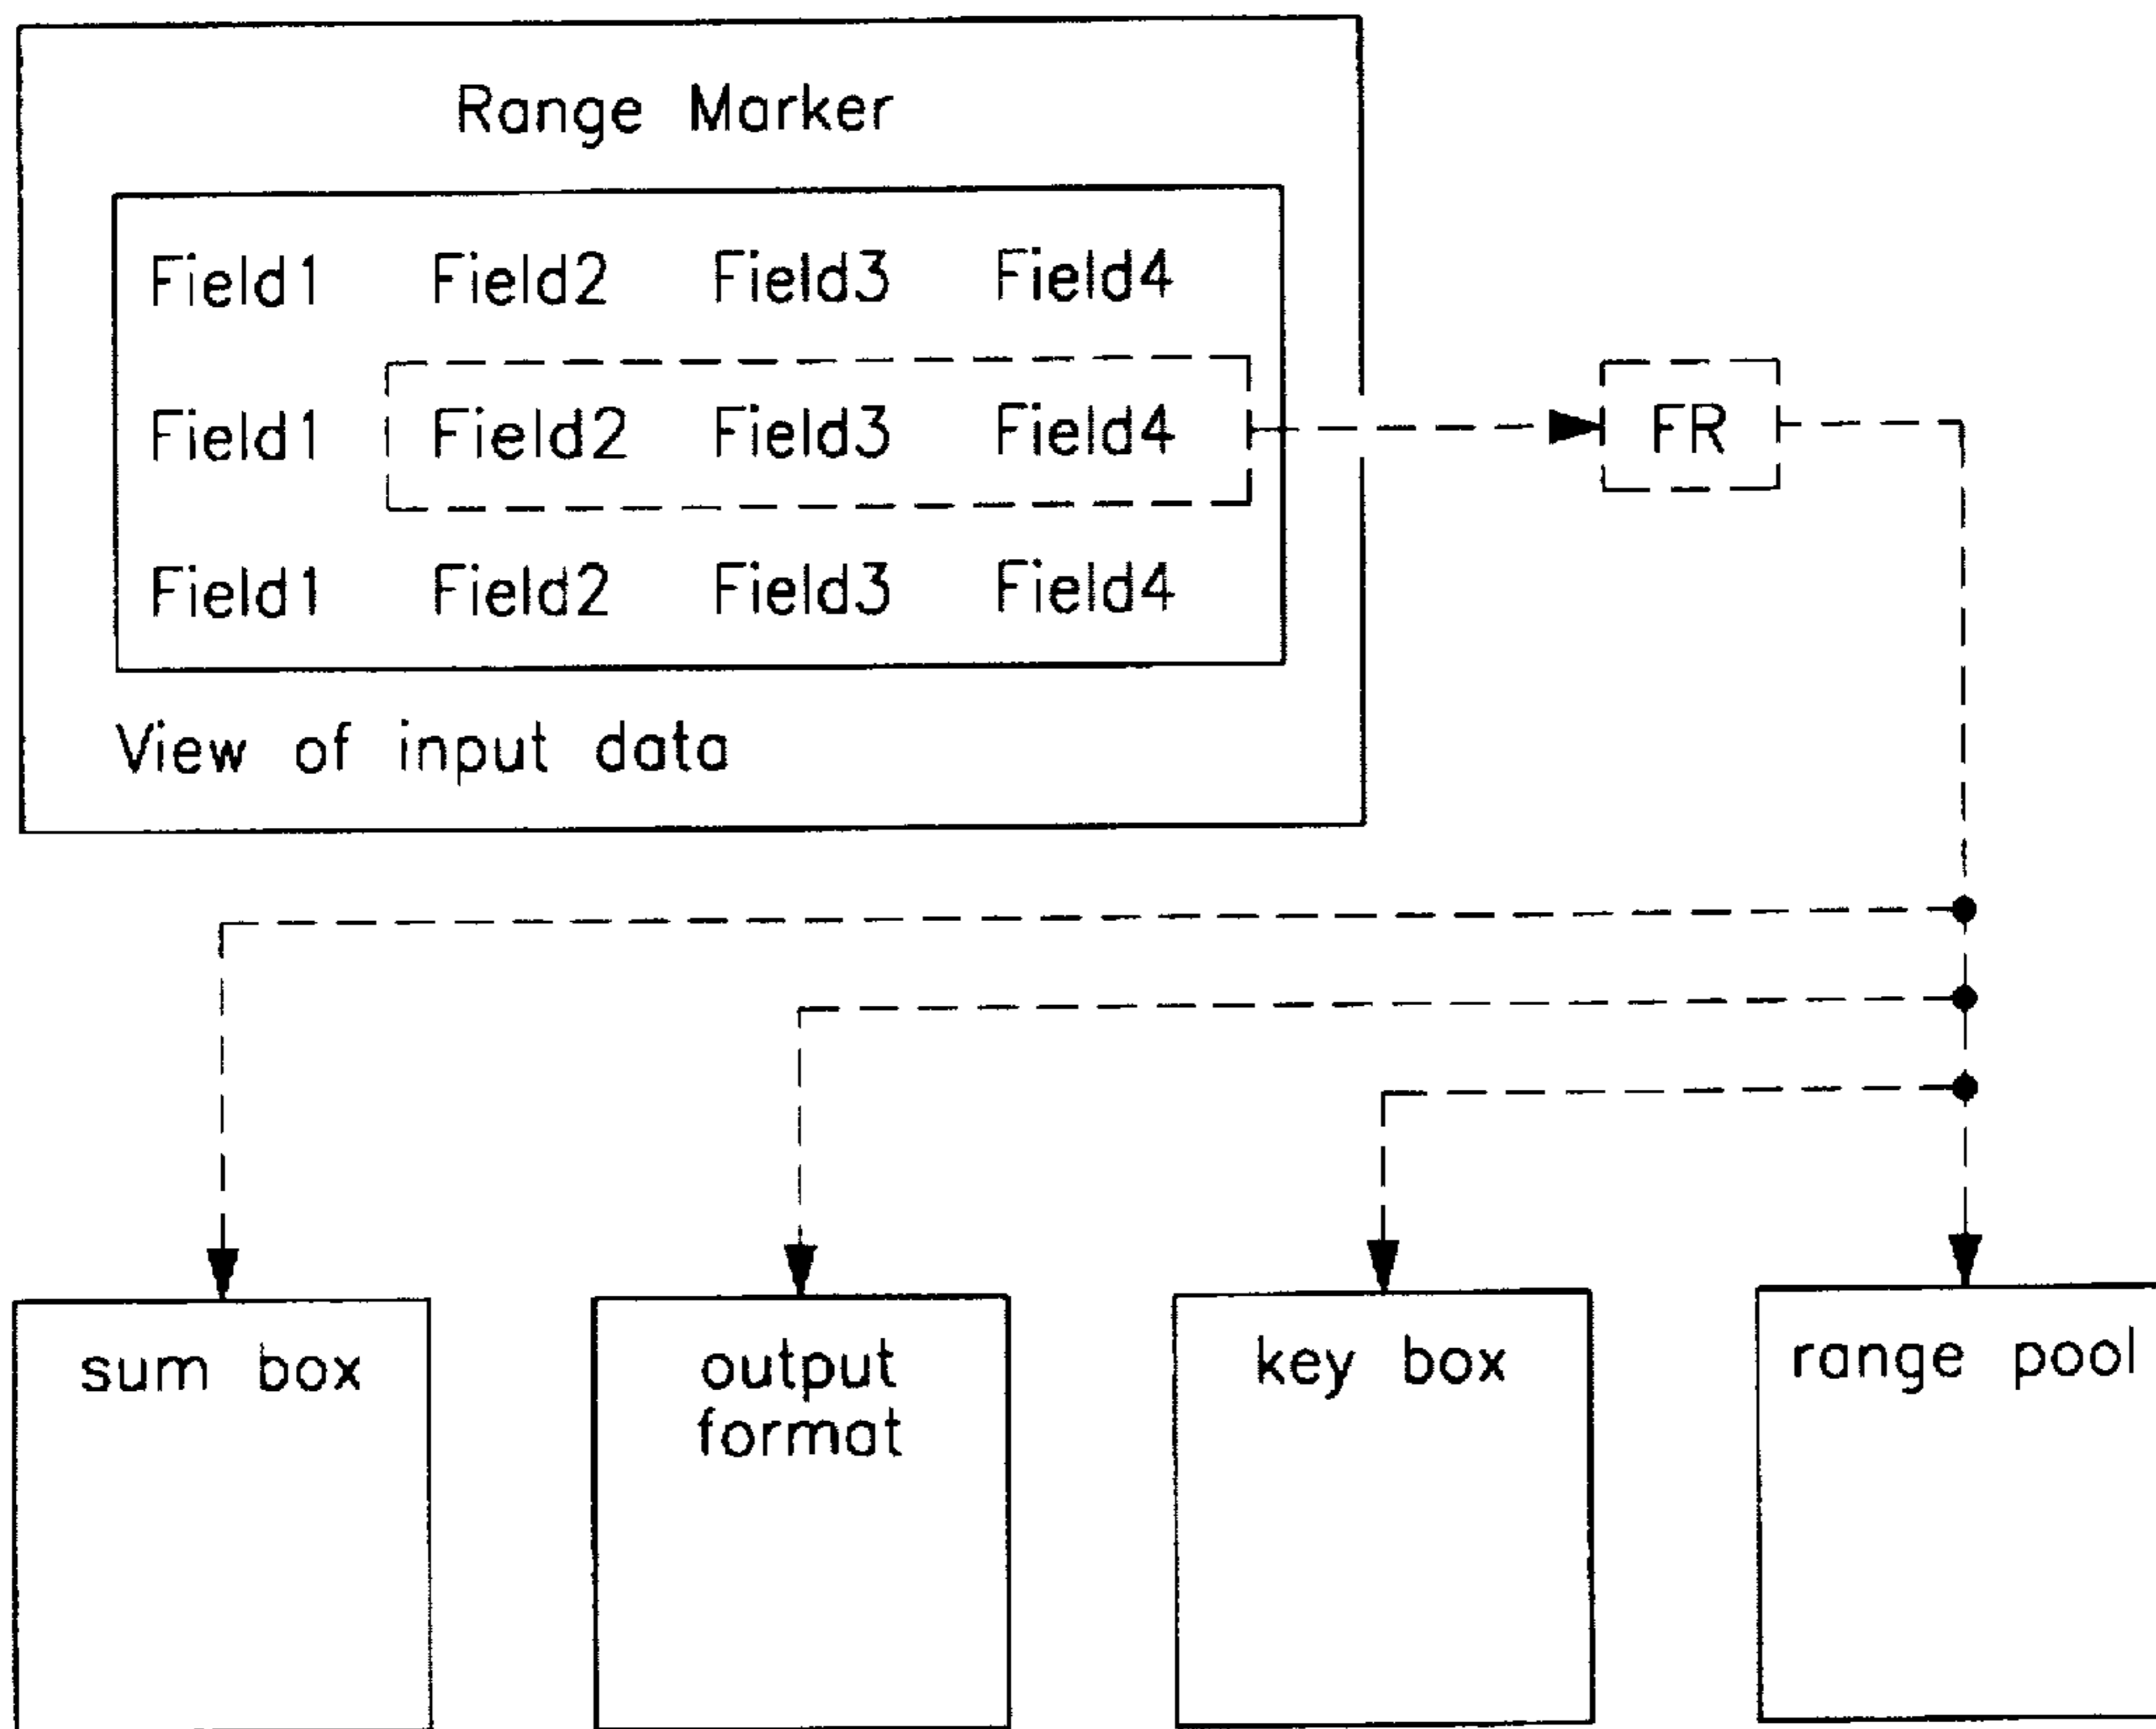 Range Marker
Field1 Field2 Field3 Field4
Field1 Field2 Field3 Field4
FR
Field1 Field2 Field3 Field4
View of input data
sum box
output
format
key box
range pool